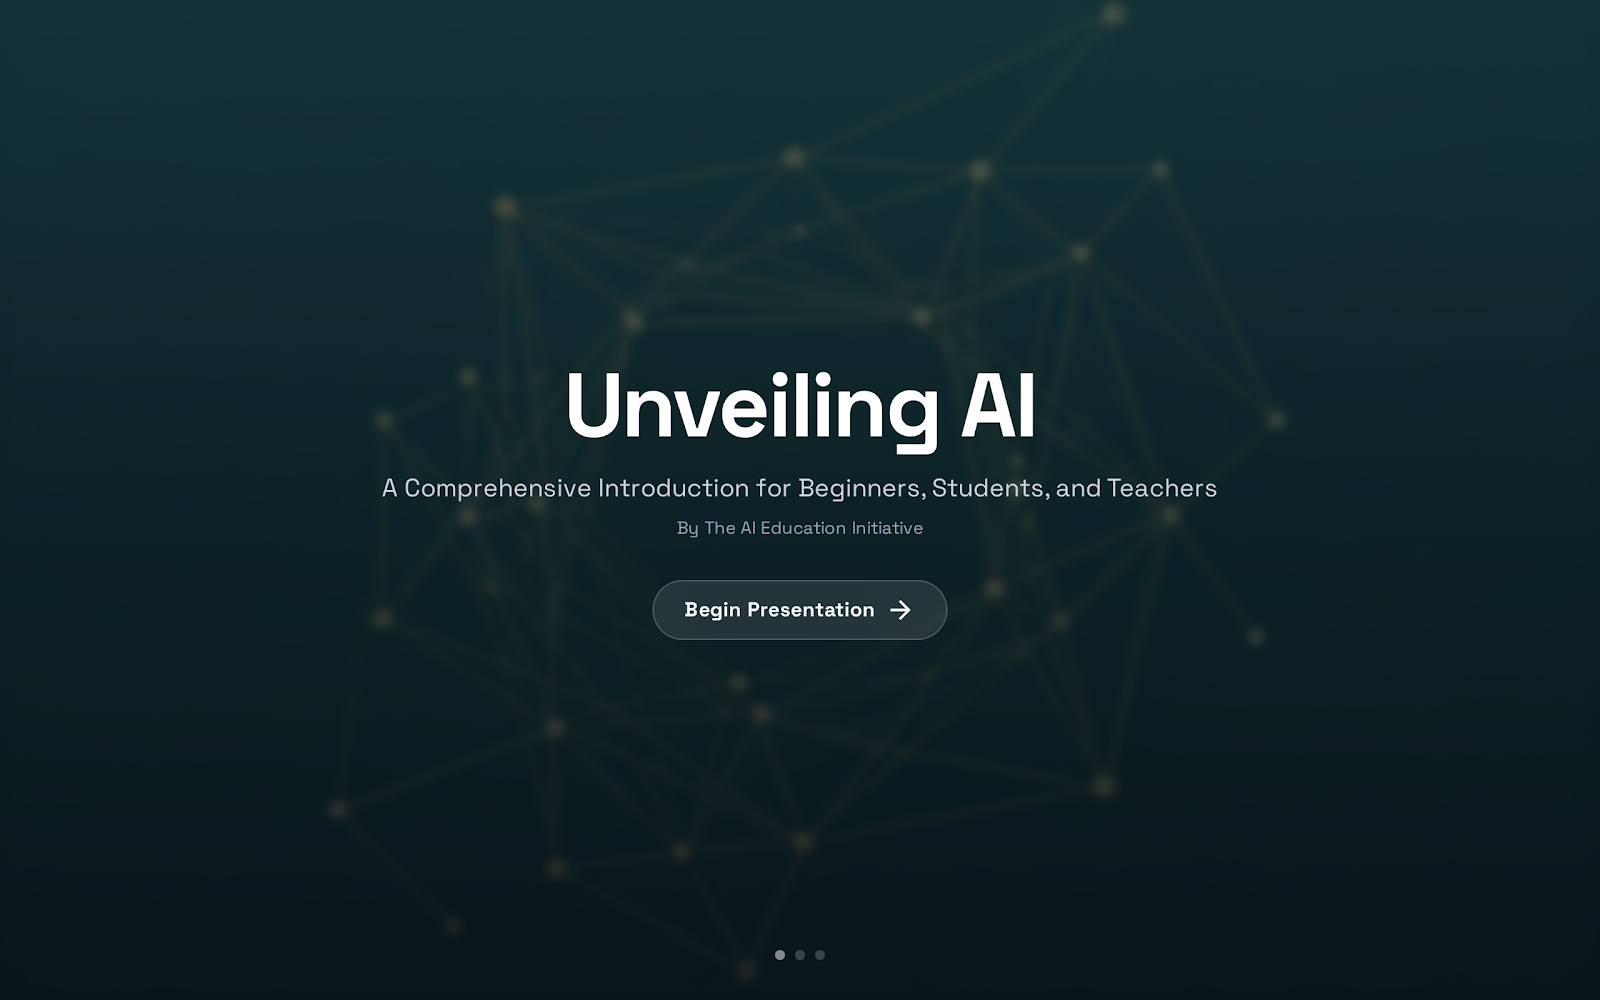 Unveiling AI
A Comprehensive Introduction for Beginners, Students, and Teachers
By The AI Education Initiative
Begin Presentation